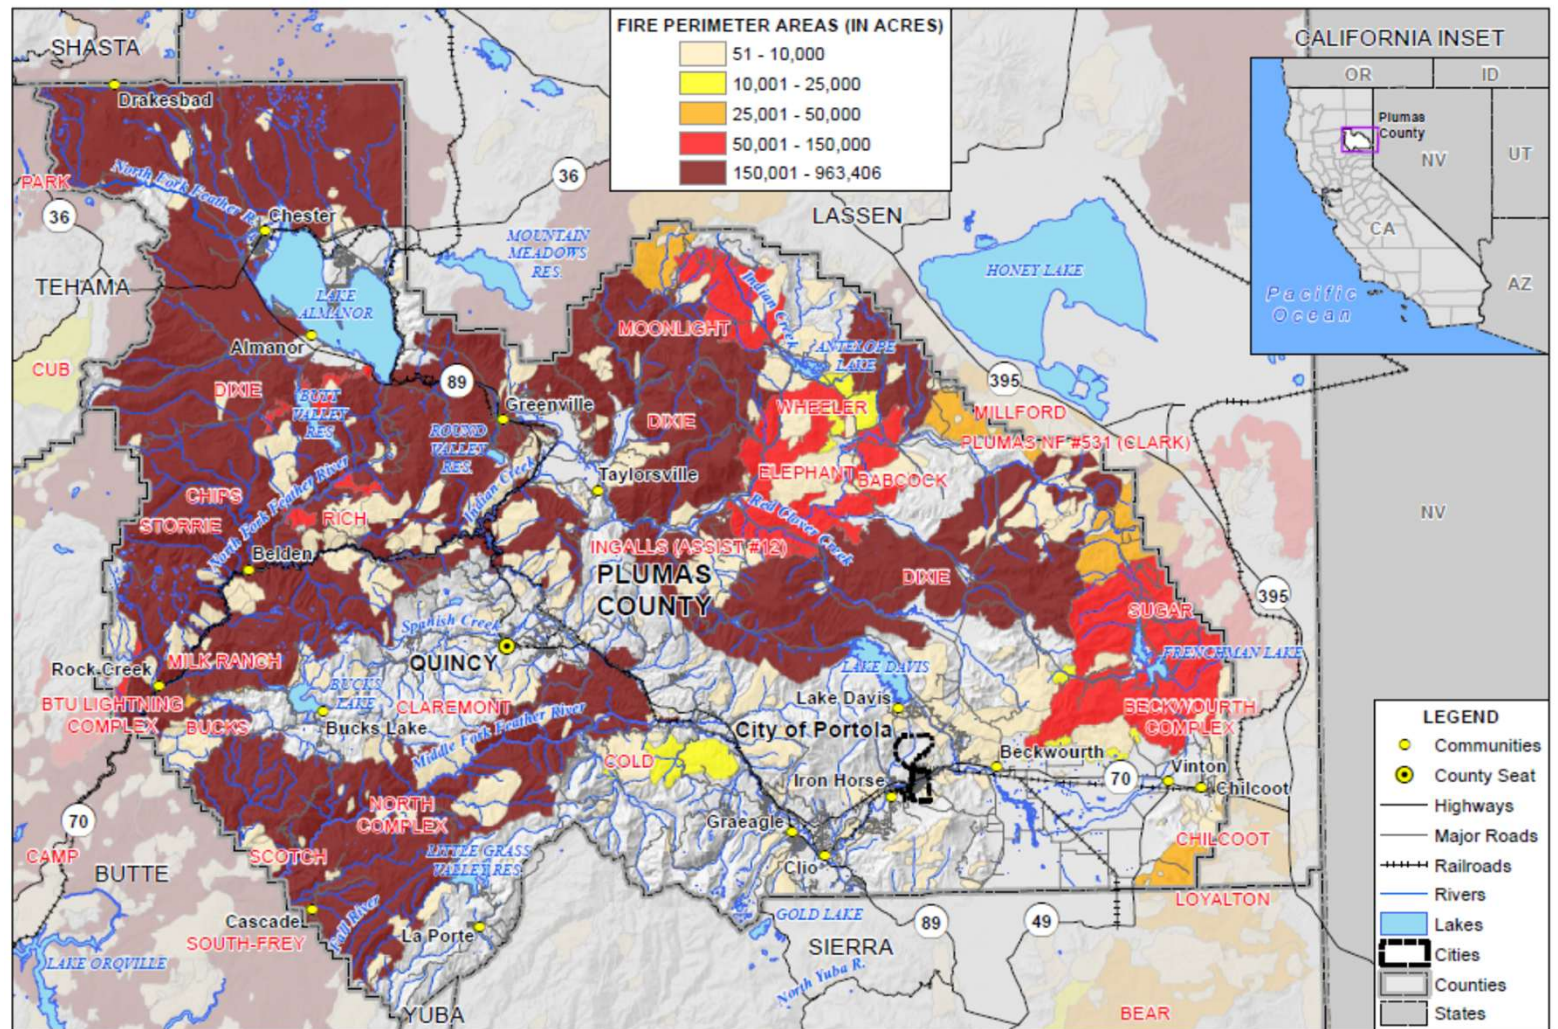 FIRE PERIMETER AREAS (IN ACRES)
51 - 10,000
10,001 - 25,000
25,001 - 50,000
50,001 - 150,000
150,001 - 963,406
CALIFORNIA INSET
OR
ID
Plumas
County
NV
UT
CA
AZ
Pacific
Ocean
SHASTA
Drakesbad
PARK
36
North Fork Feather R.
Chester
36
LASSEN
TEHAMA
MOUNTAIN
MEADOWS
RES.
HONEY LAKE
LAKE
ALMANOR
Almanor
MOONLIGHT
Indian Creek
ANTELOPE
LAKE
CUB
DIXIE
BUTT
VALLEY
RES.
89
Greenville
395
ROUND
VALLEY
RES.
DIXIE
WHEELER
MILLFORD
PLUMAS NF #531 (CLARK)
Indian Creek
Taylorsville
ELEPHANT
BABCOCK
CHIPS
STORRIE
North Fork Feather River
RICH
Red Clover Creek
NV
Belden
INGALLS (ASSIST #12)
PLUMAS
COUNTY
DIXIE
395
SUGAR
Spanish Creek
QUINCY
FRENCHMAN LAKE
Rock Creek
MILK RANCH
LAKE DAVIS
BTU LIGHTNING
COMPLEX
BUCKS
LAKE
Lake Davis
BUCKS
Bucks Lake
CLAREMONT
Middle Fork Feather River
City of Portola
BECKWOURTH
COMPLEX
COLD
Beckwourth
Vinton
70
Iron Horse
Chilcoot
NORTH
COMPLEX
Graeagle
70
CAMP
SCOTCH
LITTLE GRASS
VALLEY RES.
Clio
CHILCOOT
BUTTE
Cascade
SOUTH-FREY
Fall River
La Porte
GOLD LAKE
89
49
LOYALTON
SIERRA
LAKE OROVILLE
North Yuba R.
YUBA
BEAR
LEGEND
Communities
County Seat
Highways
Major Roads
Railroads
Rivers
Lakes
Cities
Counties
States